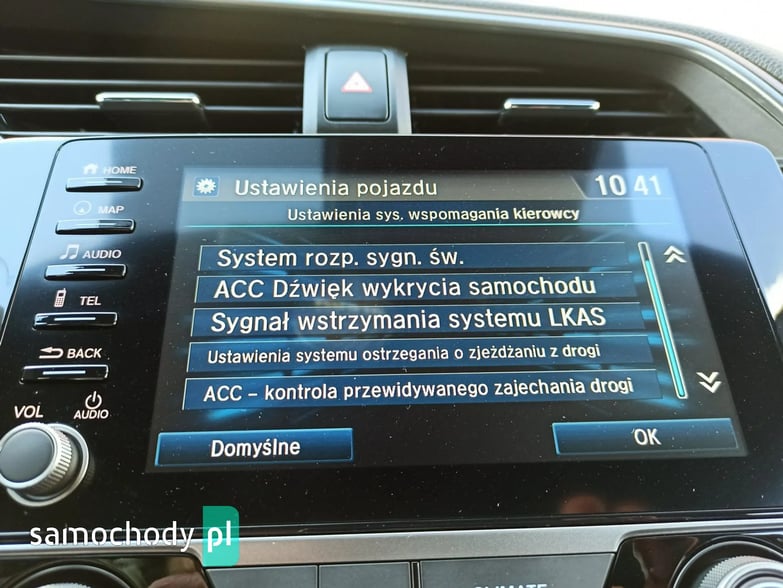 HOME
MAP
AUDIO
TEL
BACK
VOL
AUDIO
Ustawienia pojazdu
10 41
Ustawienia sys. wspomagania kierowcy
System rozp. sygn. św.
ACC Dźwięk wykrycia samochodu
Sygnał wstrzymania systemu LKAS
Ustawienia systemu ostrzegania o zjeżdżaniu z drogi
ACC – kontrola przewidywanego zajechania drogi
Domyślne
OK
samochody pl
CLIMATE